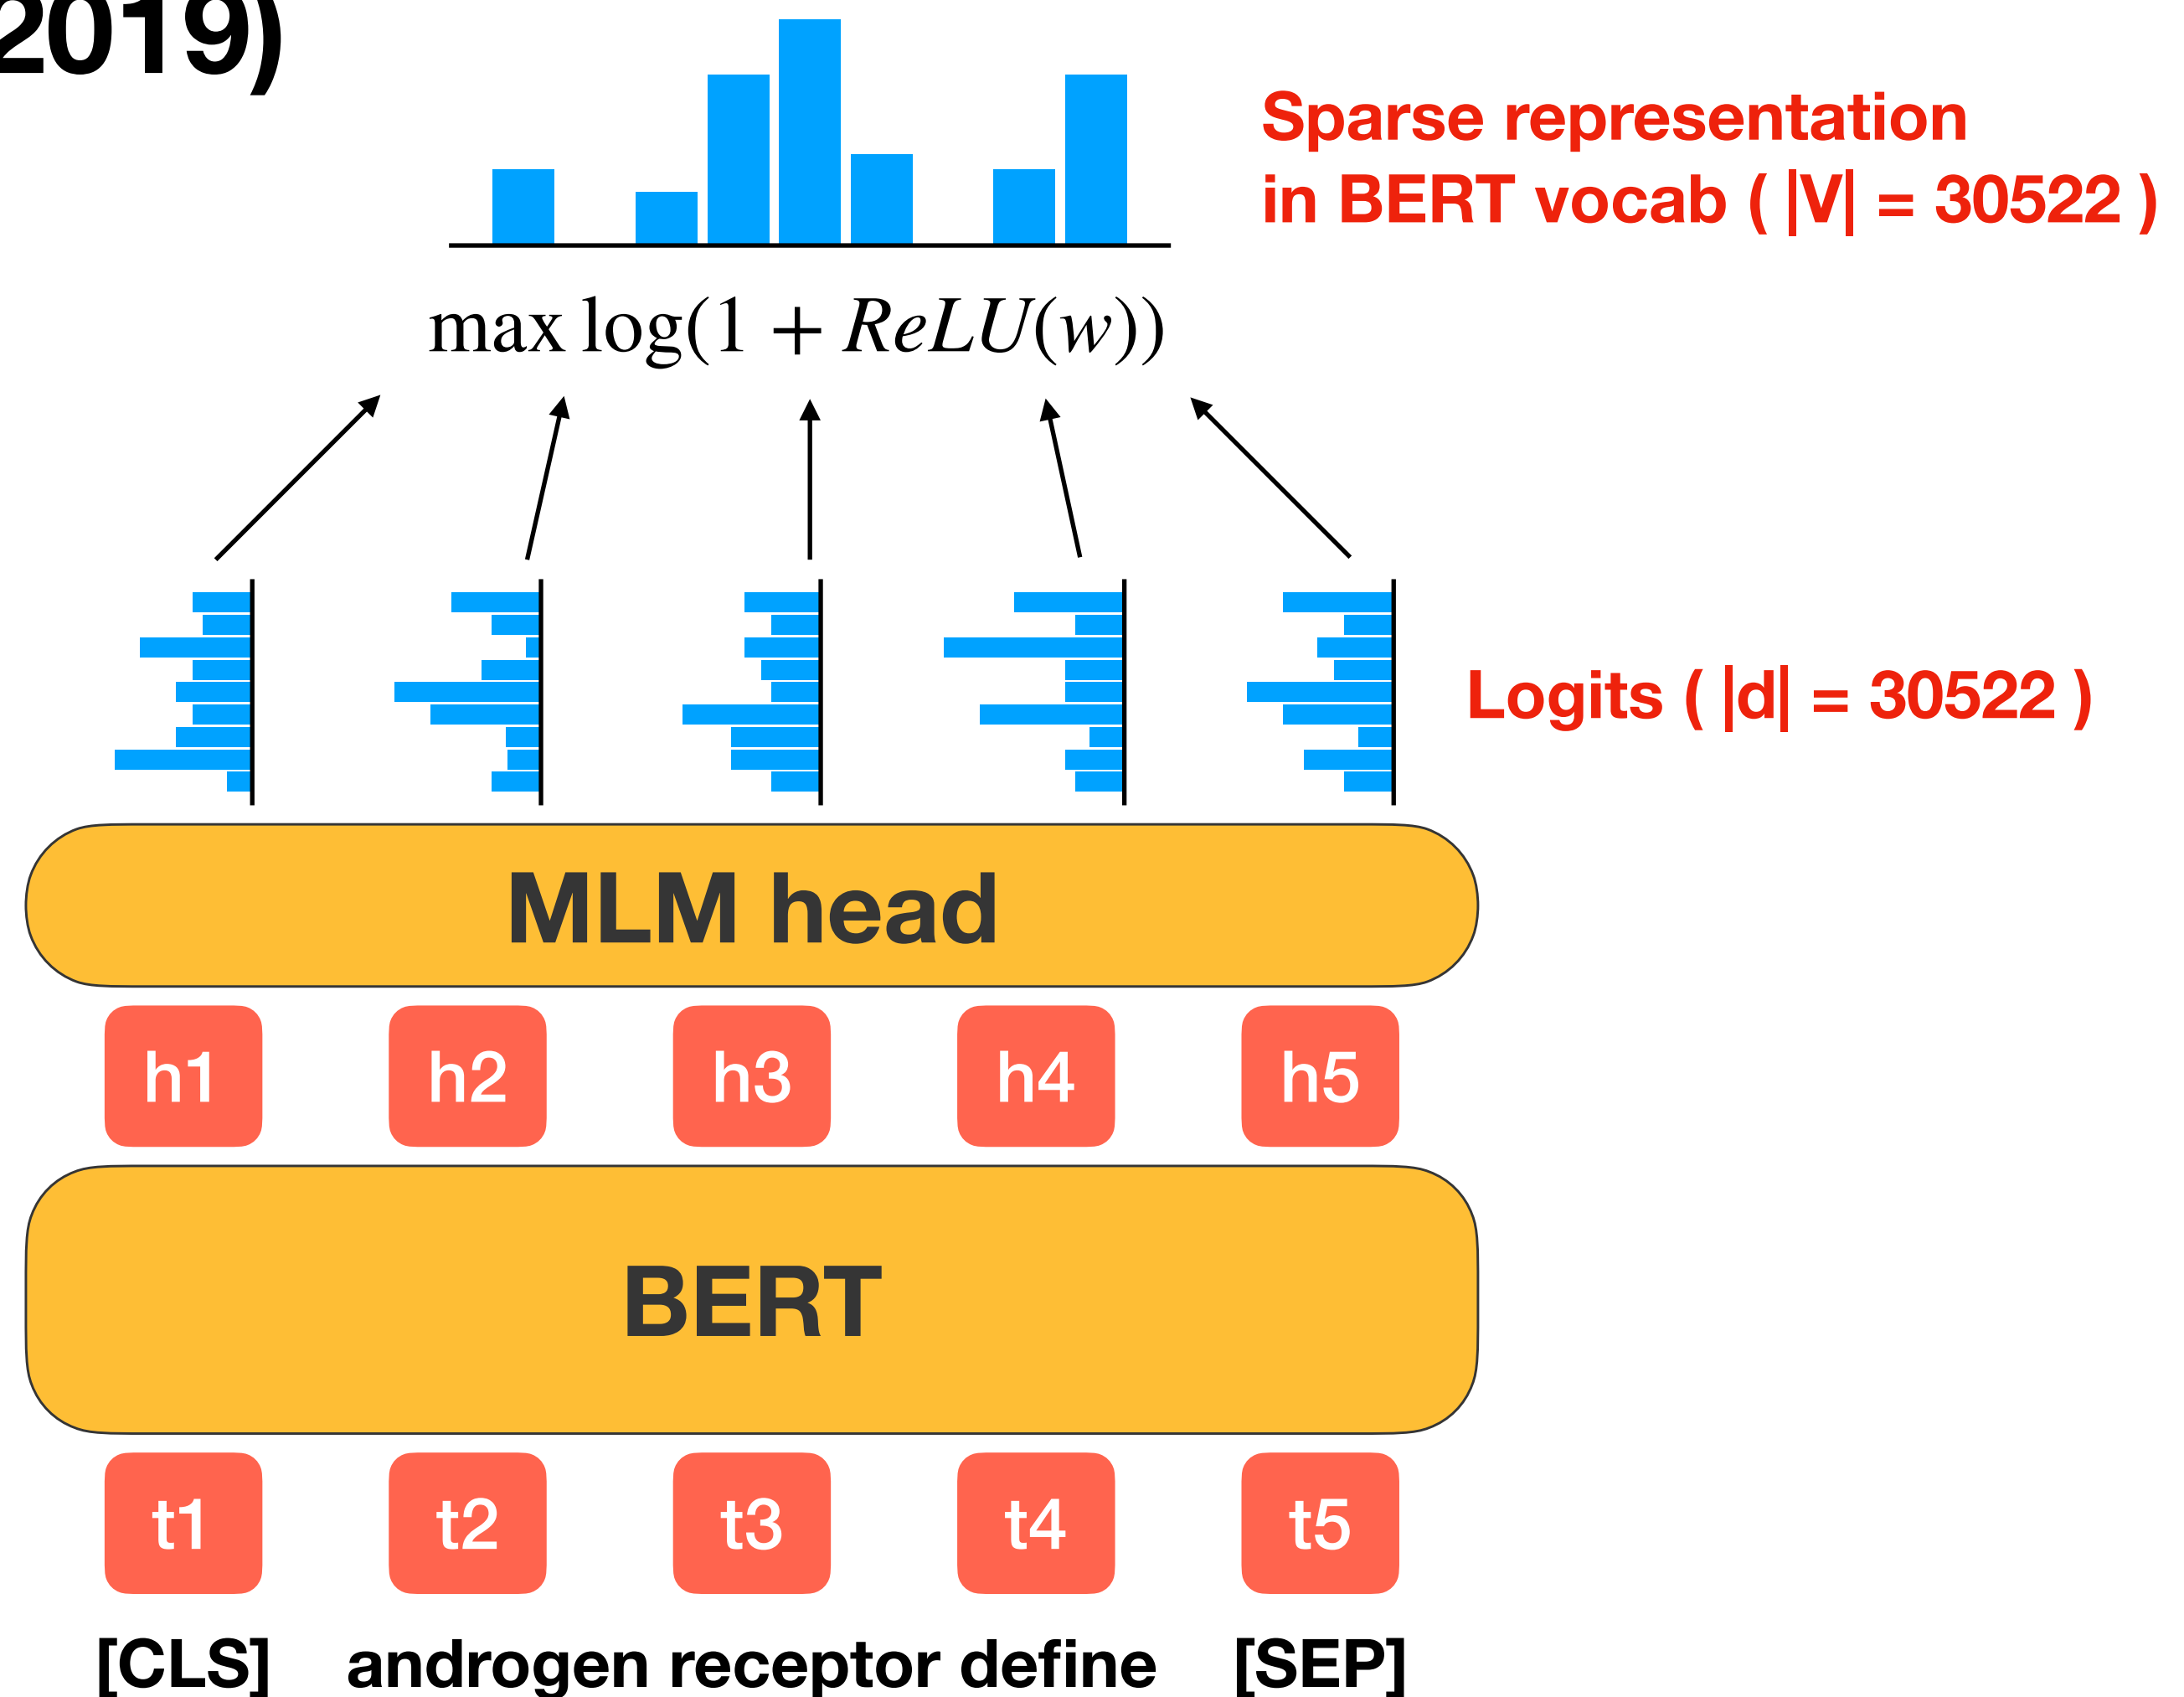 2019)
Sparse representation
in BERT vocab ( |V| = 30522 )
max log(1 + ReLU(w))
Logits ( |d| = 30522 )
MLM head
h1 h2 h3 h4 h5
BERT
t1 t2 t3 t4 t5
[CLS] androgen receptor define [SEP]